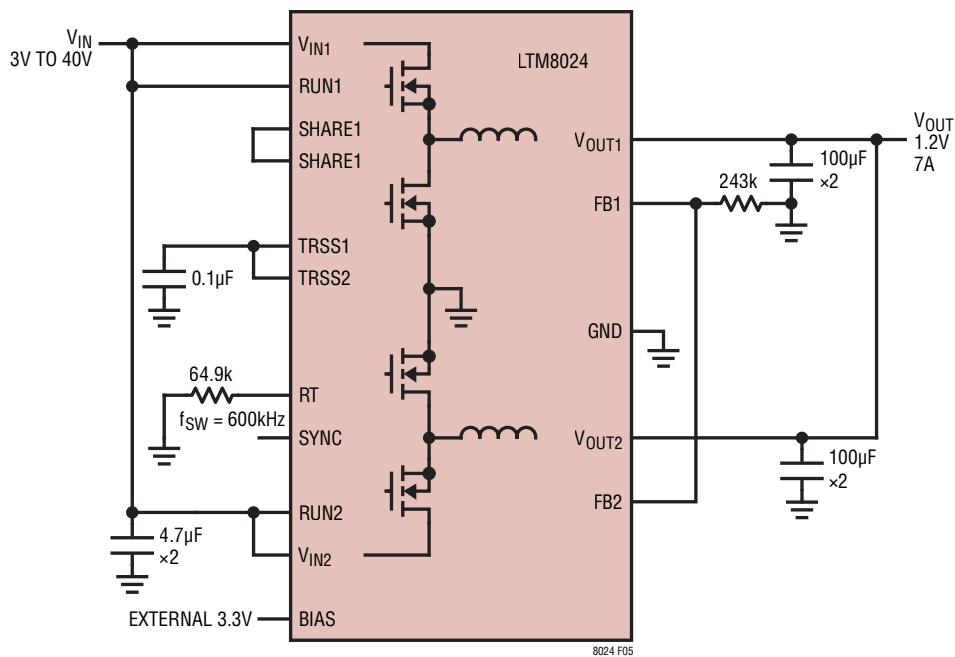 VIN
3V TO 40V
VIN1
RUN1
SHARE1
SHARE1
TRSS1
TRSS2
0.1µF
64.9k
RT
fSW = 600kHz
SYNC
RUN2
4.7µF
×2
VIN2
EXTERNAL 3.3V
BIAS
LTM8024
VOUT1
VOUT
1.2V
7A
100µF
×2
243k
FB1
GND
VOUT2
100µF
×2
FB2
8024 F05